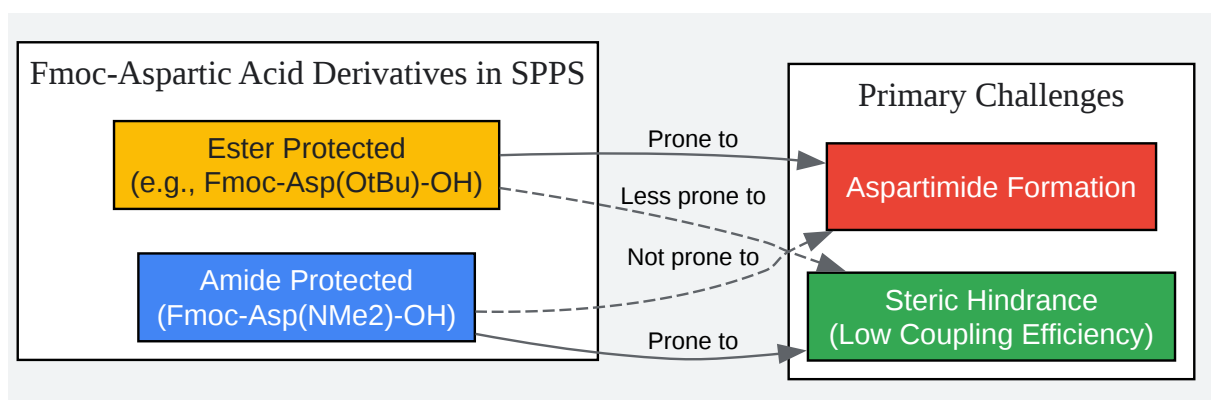 Fmoc-Aspartic Acid Derivatives in SPPS
Ester Protected
(e.g., Fmoc-Asp(OtBu)-OH)
Amide Protected
(Fmoc-Asp(NMe2)-OH)
Prone to
Less prone to
Not prone to
Prone to
Primary Challenges
Aspartimide Formation
Steric Hindrance
(Low Coupling Efficiency)